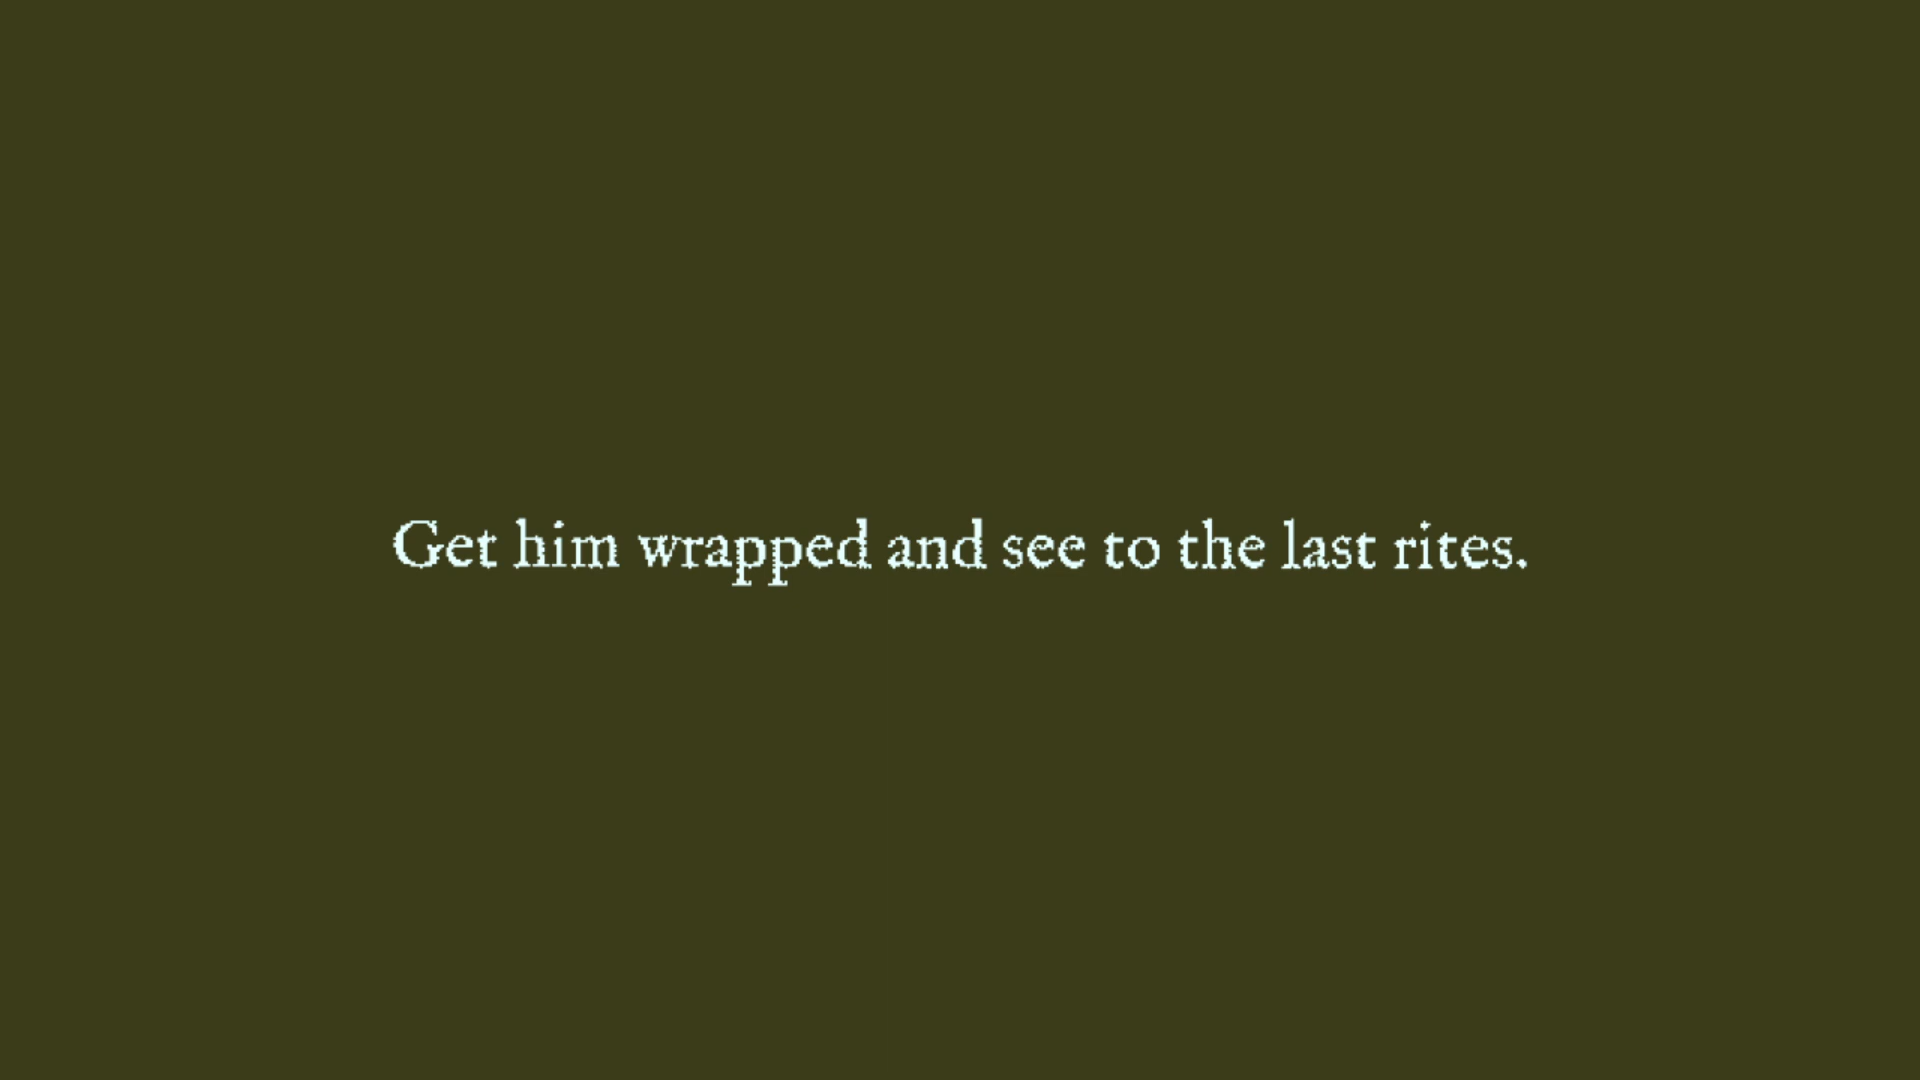 Get him wrapped and see to the last rites.